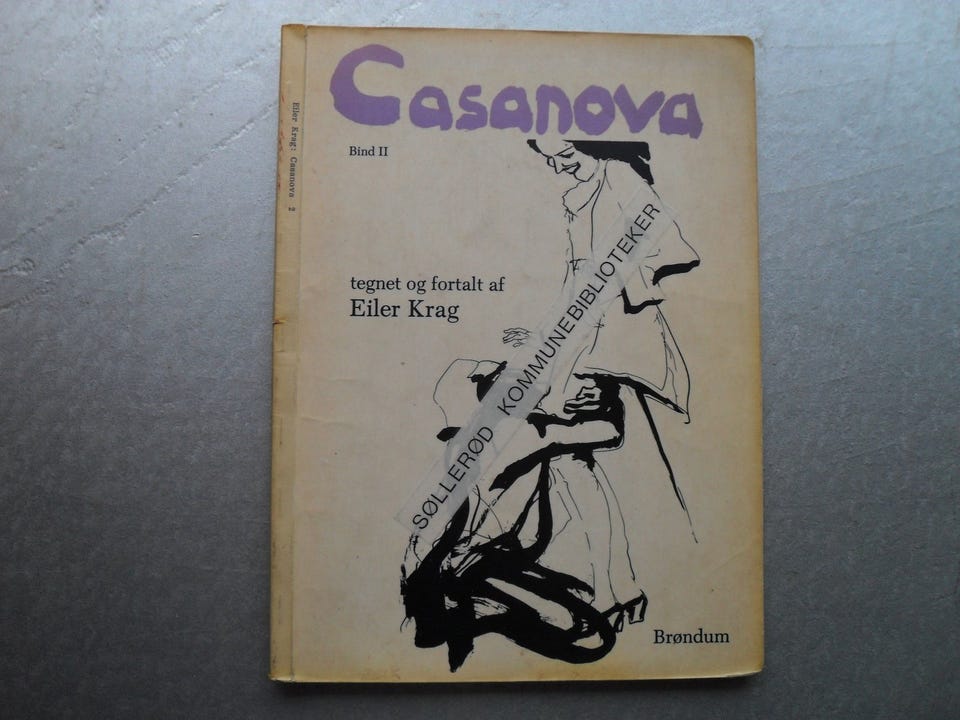 Casanova
Bind II
tegnet og fortalt af
Eiler Krag
SØLLERØD KOMMUNEBIBLIOTEKER
Brøndum
Eiler Krag: Casanova 2